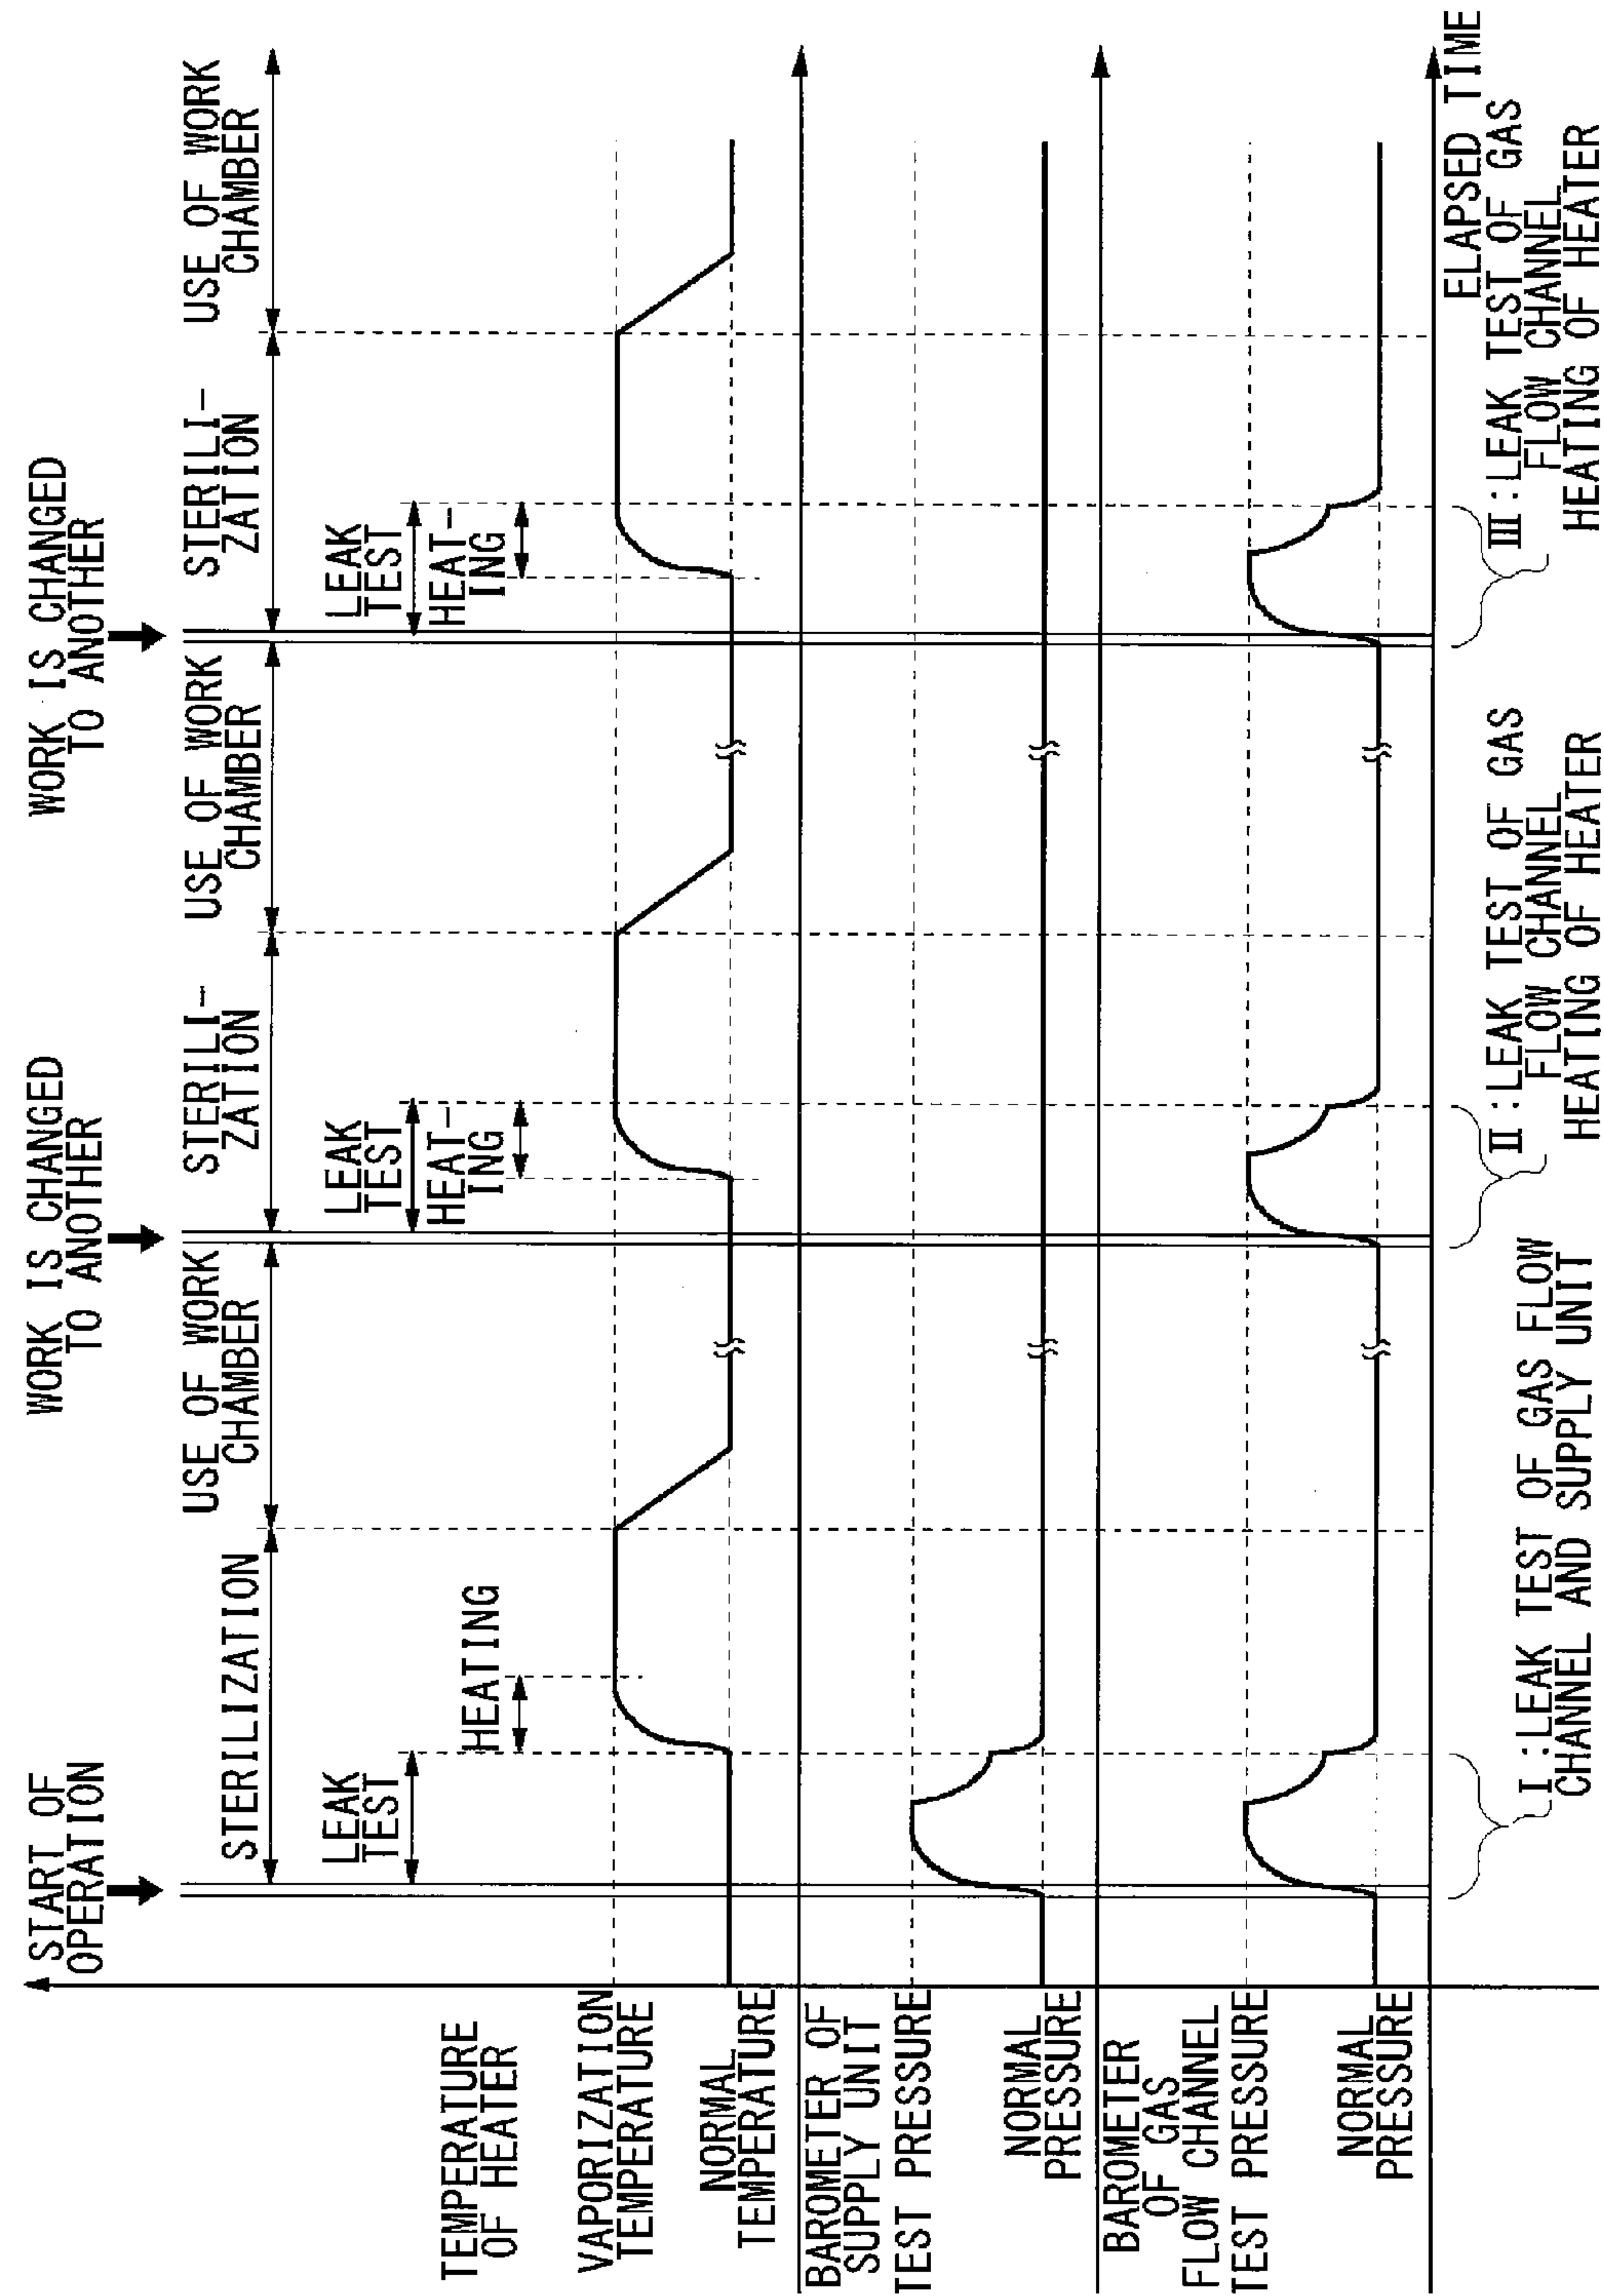 START OF
OPERATION
WORK IS CHANGED
TO ANOTHER
WORK IS CHANGED
TO ANOTHER
STERILIZATION
USE OF WORK
CHAMBER
STERILI-
ZATION
USE OF WORK
CHAMBER
STERILI-
ZATION
USE OF WORK
CHAMBER
LEAK
TEST
HEATING
LEAK
TEST
HEAT-
ING
LEAK
TEST
HEAT-
ING
TEMPERATURE
OF HEATER
VAPORIZATION
TEMPERATURE
NORMAL
TEMPERATURE
BAROMETER OF
SUPPLY UNIT
TEST PRESSURE
NORMAL
PRESSURE
BAROMETER
OF GAS
FLOW CHANNEL
TEST PRESSURE
NORMAL
PRESSURE
ELAPSED TIME
I:LEAK TEST OF GAS FLOW
CHANNEL AND SUPPLY UNIT
II:LEAK TEST OF GAS
FLOW CHANNEL
HEATING OF HEATER
III:LEAK TEST OF GAS
FLOW CHANNEL
HEATING OF HEATER